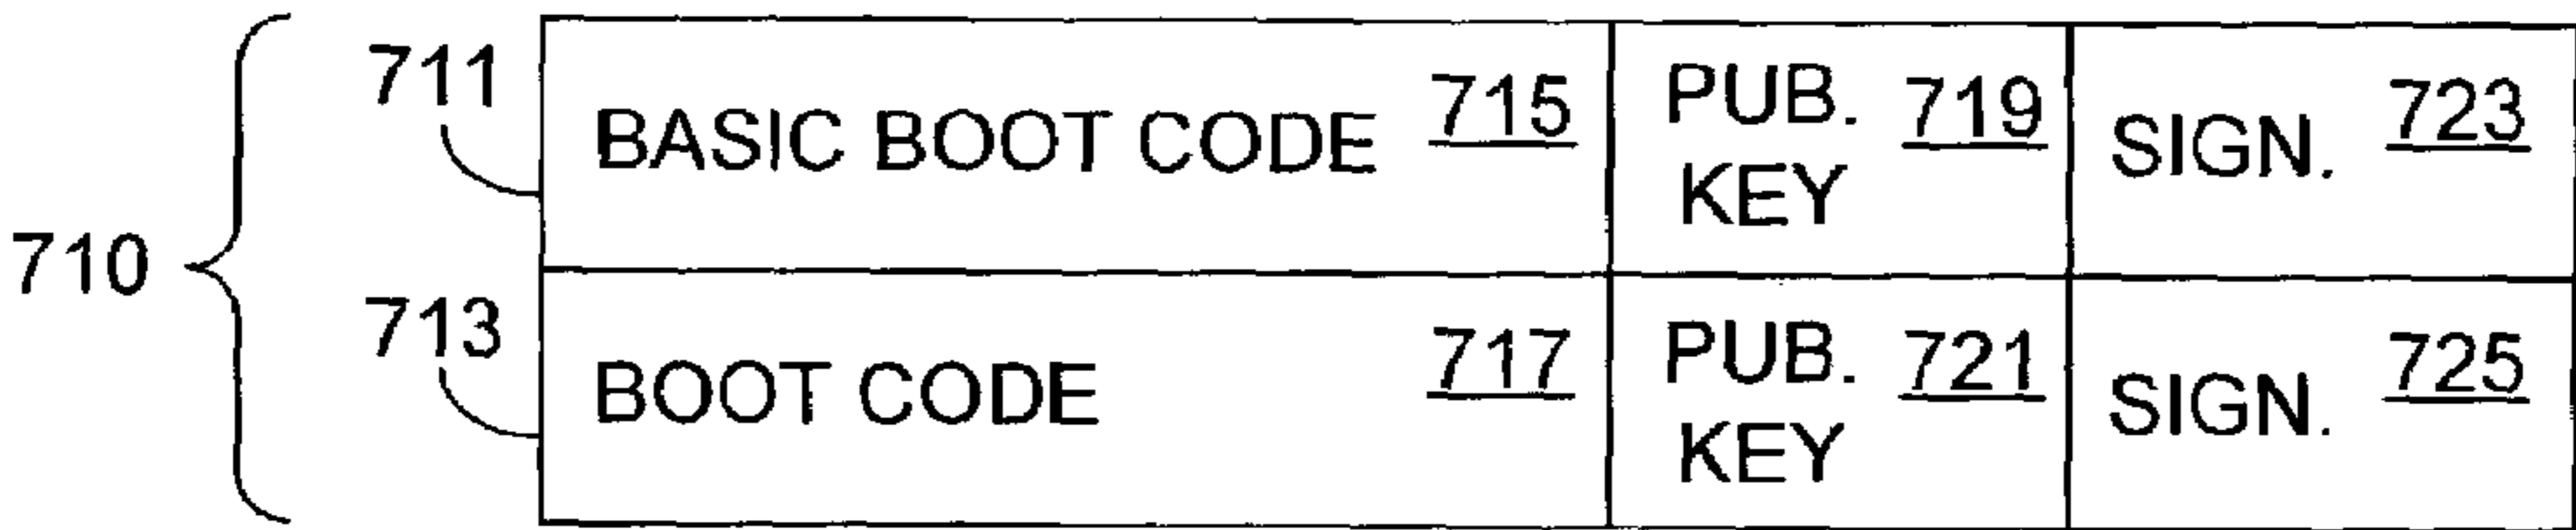 711 BASIC BOOT CODE 715 PUB. KEY 719 SIGN. 723
710
713 BOOT CODE 717 PUB. KEY 721 SIGN. 725